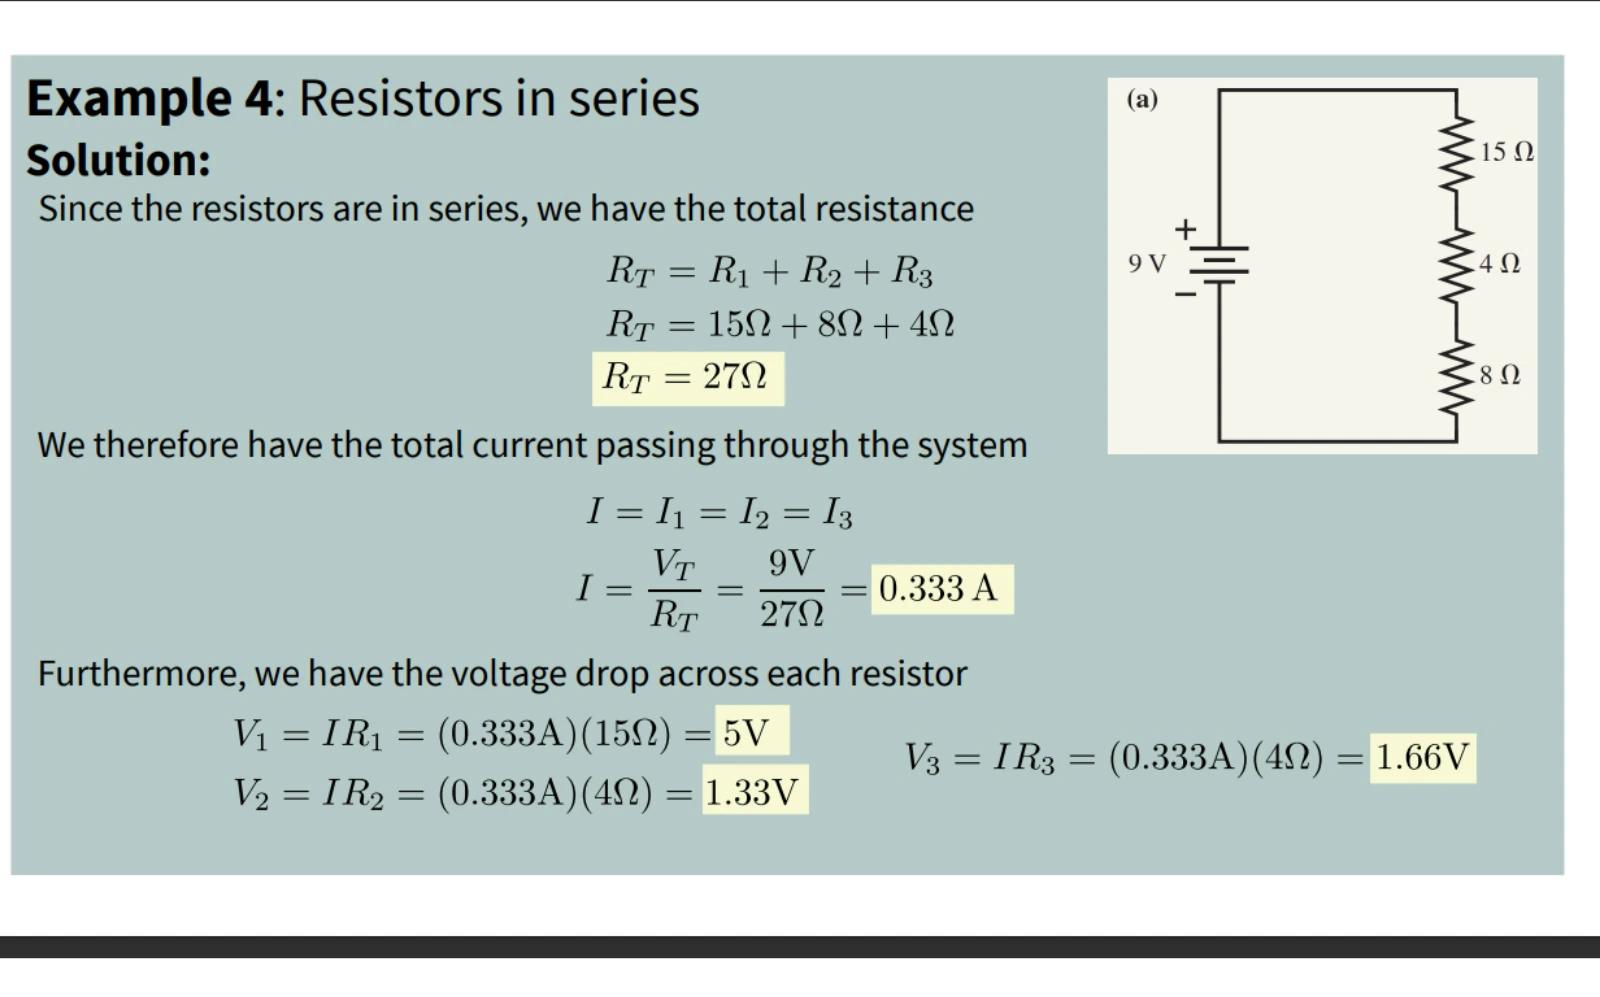 Example 4: Resistors in series
Solution:
Since the resistors are in series, we have the total resistance
R_T = R_1 + R_2 + R_3
R_T = 15Ω + 8Ω + 4Ω
R_T = 27Ω
We therefore have the total current passing through the system
I = I_1 = I_2 = I_3
I = V_T / R_T = 9V / 27Ω = 0.333 A
Furthermore, we have the voltage drop across each resistor
V_1 = IR_1 = (0.333A)(15Ω) = 5V
V_2 = IR_2 = (0.333A)(4Ω) = 1.33V
V_3 = IR_3 = (0.333A)(4Ω) = 1.66V
(a)
15 Ω
+
9 V
−
4 Ω
8 Ω